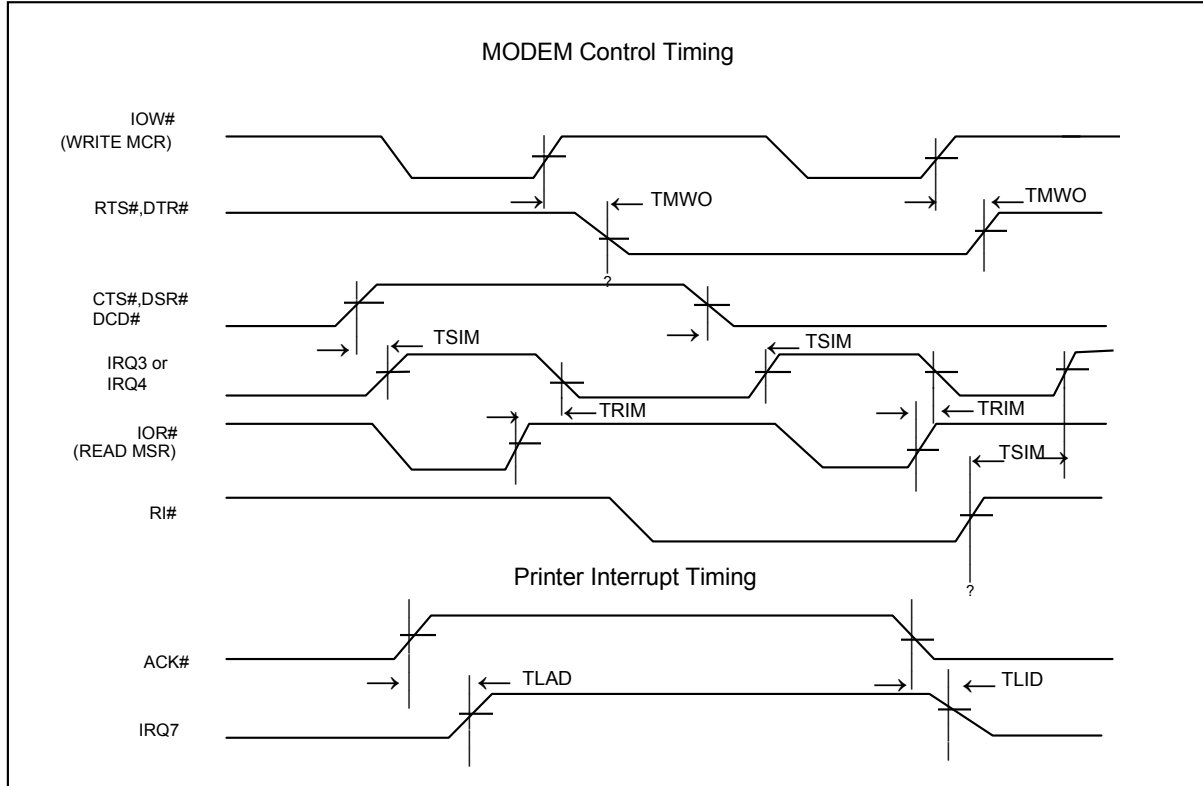 MODEM Control Timing
IOW#
(WRITE MCR)
RTS#,DTR#
TMWO
TMWO
?
CTS#,DSR#
DCD#
TSIM
TSIM
IRQ3 or
IRQ4
TRIM
TRIM
IOR#
(READ MSR)
TSIM
RI#
?
Printer Interrupt Timing
ACK#
TLAD
TLID
IRQ7